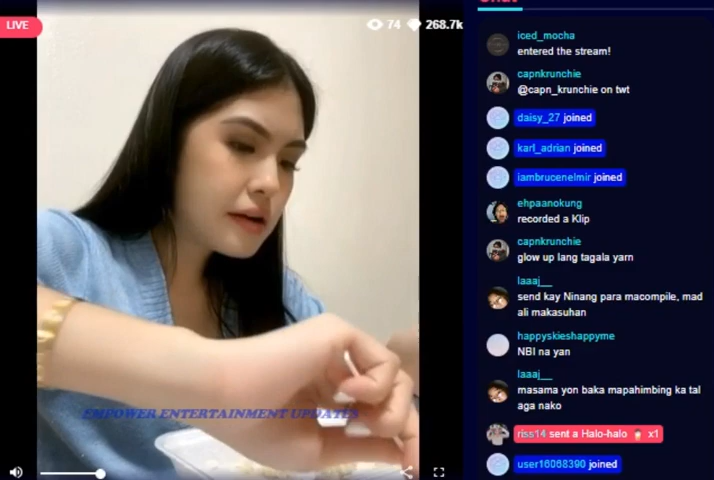 LIVE
74
268.7k
Chat
iced_mocha
entered the stream!
capnkrunchie
@capn_krunchie on twt
daisy_27 joined
karl_adrian joined
iambrucenelmir joined
ehpaanokung
recorded a Klip
capnkrunchie
glow up lang tagala yarn
laaaj__
send kay Ninang para macompile, mad
ali makasuhan
happyskieshappyme
NBI na yan
laaaj__
masama yon baka mapahimbing ka tal
aga nako
riss14 sent a Halo-halo x1
user16068390 joined
EMPOWER ENTERTAINMENT UPDATES